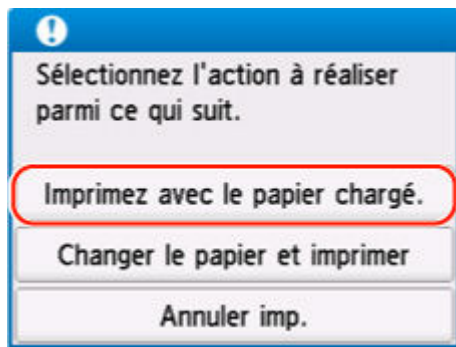 Sélectionnez l'action à réaliser
parmi ce qui suit.
Imprimez avec le papier chargé.
Changer le papier et imprimer
Annuler imp.